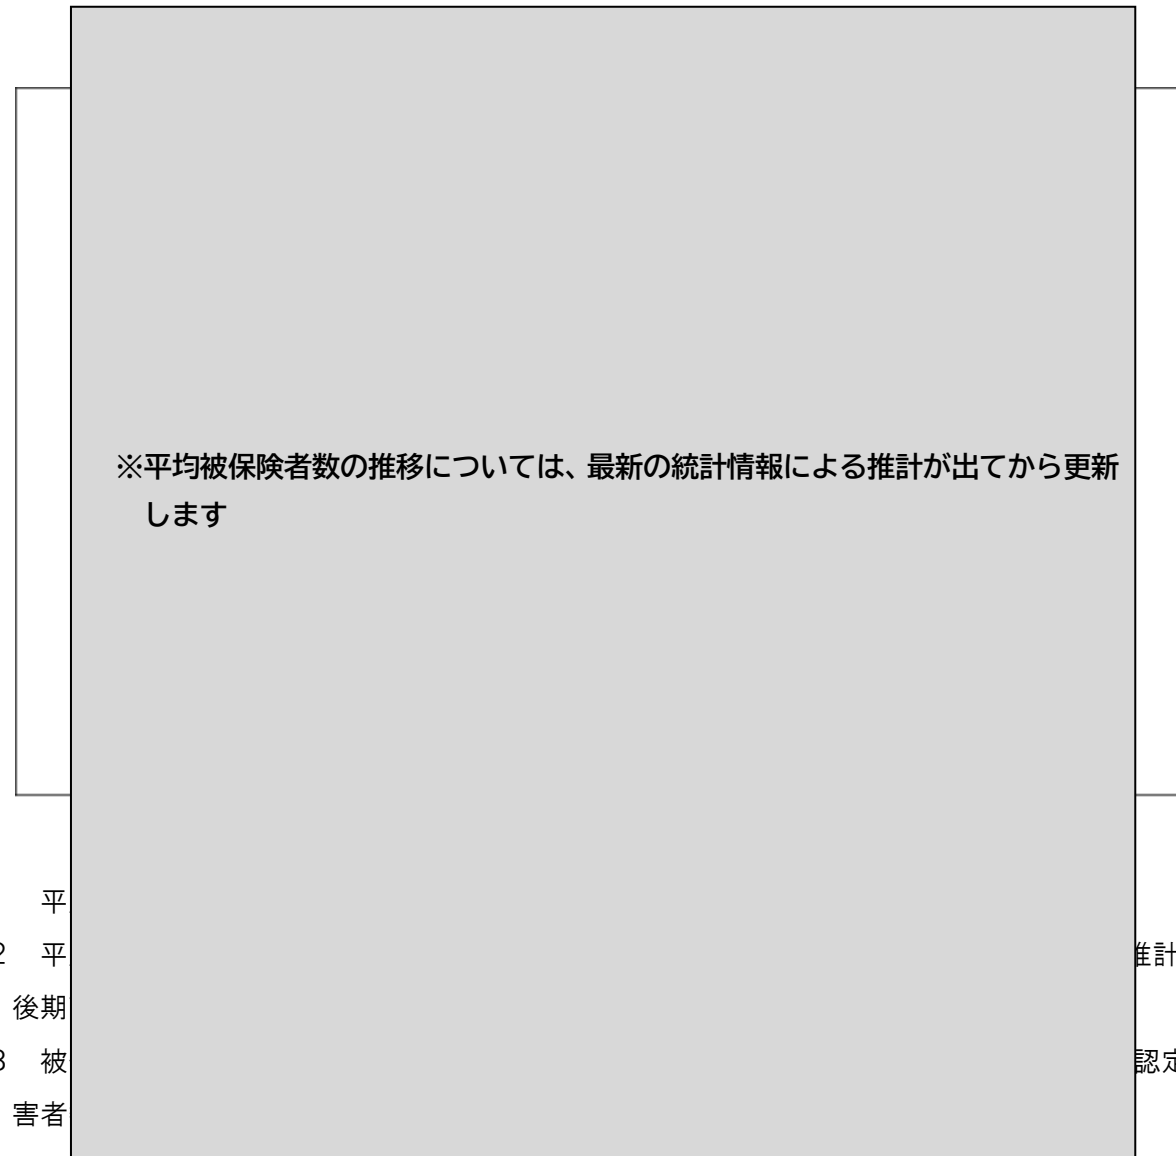 ※平均被保険者数の推移については、最新の統計情報による推計が出てから更新
します
平
2 平 推計
後期
3 被 認定
害者